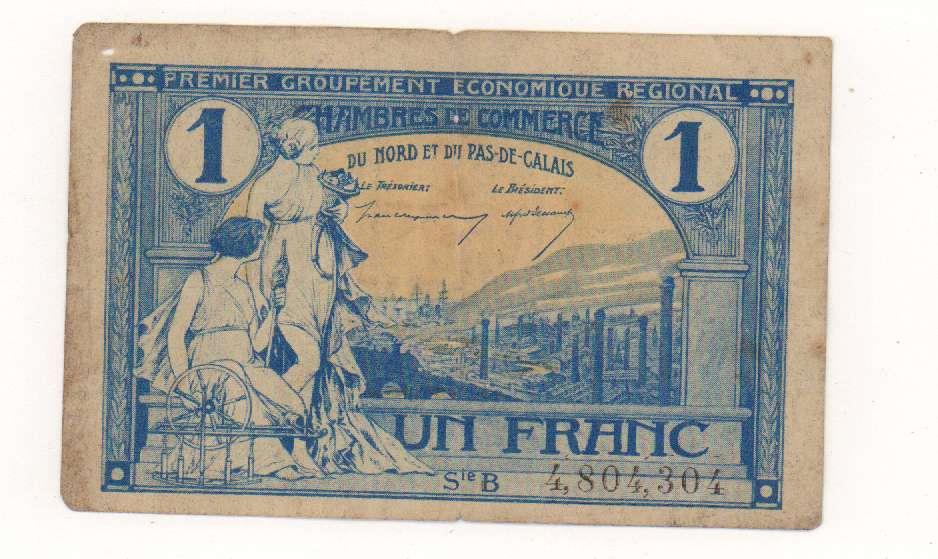 PREMIER GROUPEMENT ECONOMIQUE REGIONAL
CHAMBRES DE COMMERCE
1 1
DU NORD ET DU PAS-DE-CALAIS
LE TRÉSORIER: LE PRÉSIDENT:
UN FRANC
Sie B 4,804,304